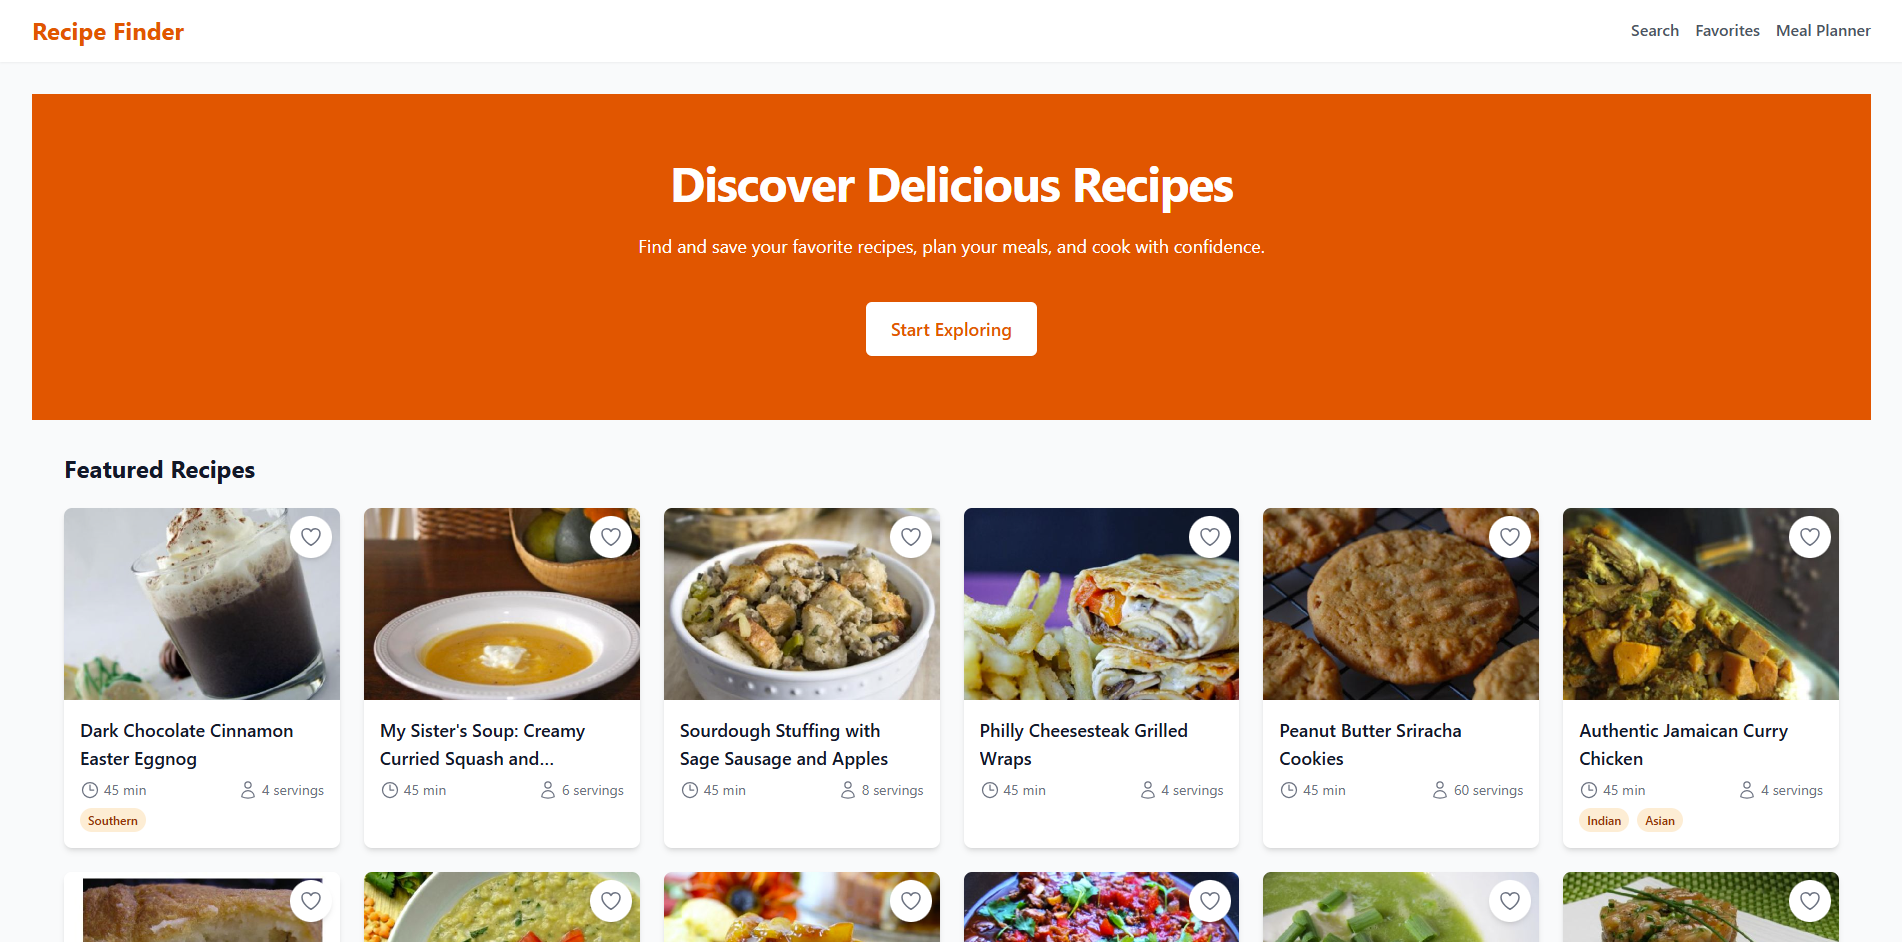 Recipe Finder
Search Favorites Meal Planner
Discover Delicious Recipes
Find and save your favorite recipes, plan your meals, and cook with confidence.
Start Exploring
Featured Recipes
Dark Chocolate Cinnamon
Easter Eggnog
45 min 4 servings
Southern
My Sister's Soup: Creamy
Curried Squash and...
45 min 6 servings
Sourdough Stuffing with
Sage Sausage and Apples
45 min 8 servings
Philly Cheesesteak Grilled
Wraps
45 min 4 servings
Peanut Butter Sriracha
Cookies
45 min 60 servings
Authentic Jamaican Curry
Chicken
45 min 4 servings
Indian Asian